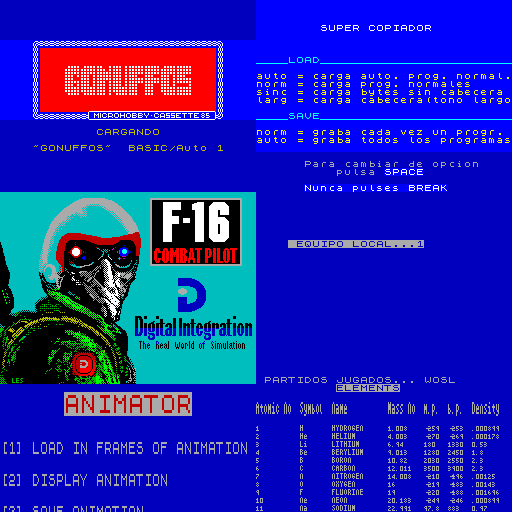 GONUFFOS
MICROHOBBY-CASSETTE 85
CARGANDO
"GONUFFOS" BASIC/Auto 1
SUPER COPIADOR
LOAD
auto = carga auto. prog. normal.
norm = carga prog. normales
sinc = carga bytes sin cabecera
larg = carga cabecera(tono largo
SAVE
norm = graba cada vez un progr.
auto = graba todos los programas
Para cambiar de opcion
pulsa SPACE
Nunca pulses BREAK
F-16
COMBAT PILOT
D
Digital Integration
The Real World of Simulation
D
LES
EQUIPO LOCAL...1
PARTIDOS JUGADOS... WOSL
ANIMATOR
[1] LOAD IN FRAMES OF ANIMATION
[2] DISPLAY ANIMATION
[3] SAVE ANIMATION
ELEMENTS
Atomic No Symbol Name Mass No m.p. b.p. Density
1 H HYDROGEN 1.008 -259 -253 .000899
2 He HELIUM 4.003 -270 -269 .000178
3 Li LITHIUM 6.94 180 1330 0.53
4 Be BERYLIUM 9.013 1280 2450 1.8
5 B BORON 10.82 2030 2550 2.3
6 C CARBON 12.011 3500 3900 2.3
7 N NITROGEN 14.008 -210 -196 .00125
8 O OXYGEN 16 -219 -183 .00143
9 F FLUORINE 19 -220 -188 .001696
10 Ne NEON 20.183 -249 -246 .000899
11 Na SODIUM 22.991 97.8 883 0.97